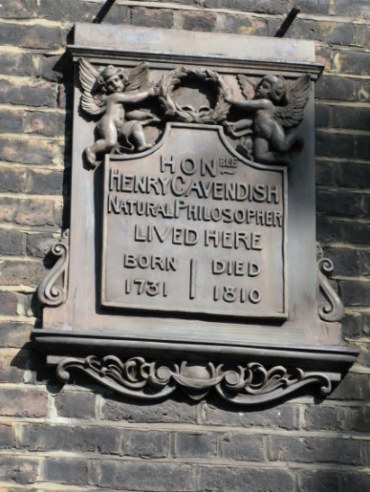 HONBLE
HENRY CAVENDISH
NATURAL PHILOSOPHER
LIVED HERE
BORN | DIED
1731 | 1810